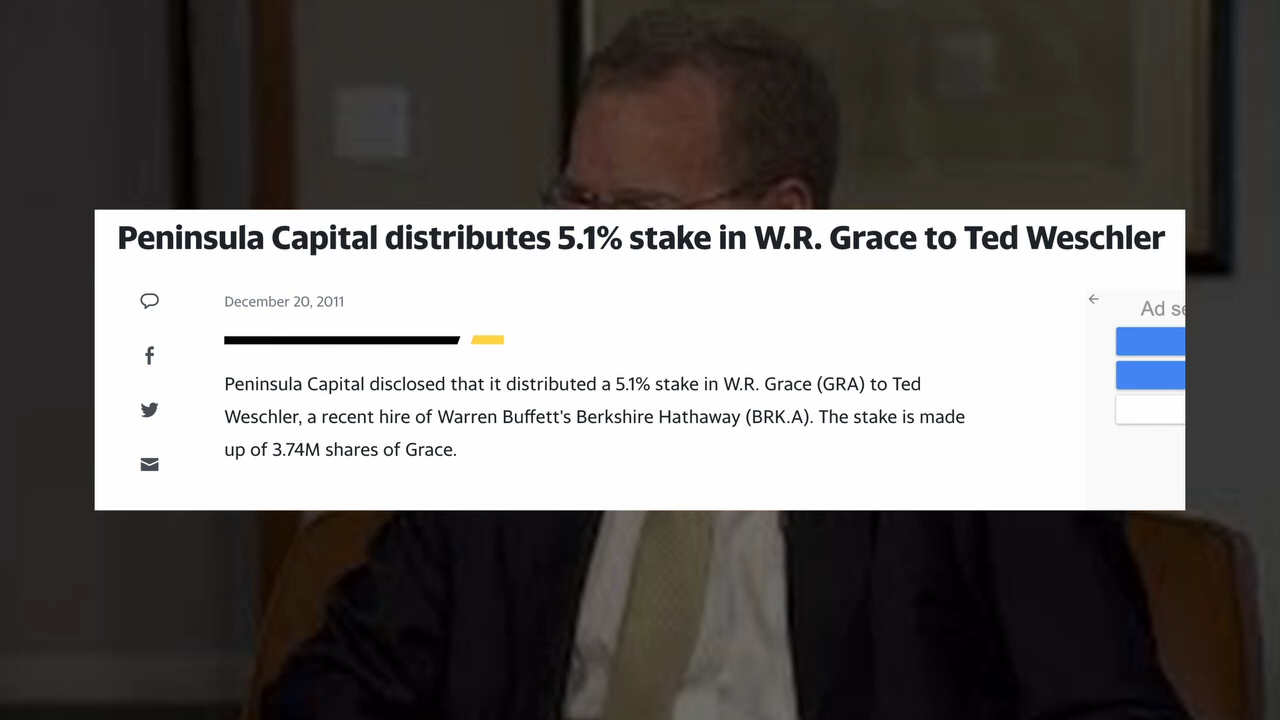 Peninsula Capital distributes 5.1% stake in W.R. Grace to Ted Weschler
December 20, 2011
Ad se
Peninsula Capital disclosed that it distributed a 5.1% stake in W.R. Grace (GRA) to Ted
Weschler, a recent hire of Warren Buffett's Berkshire Hathaway (BRK.A). The stake is made
up of 3.74M shares of Grace.